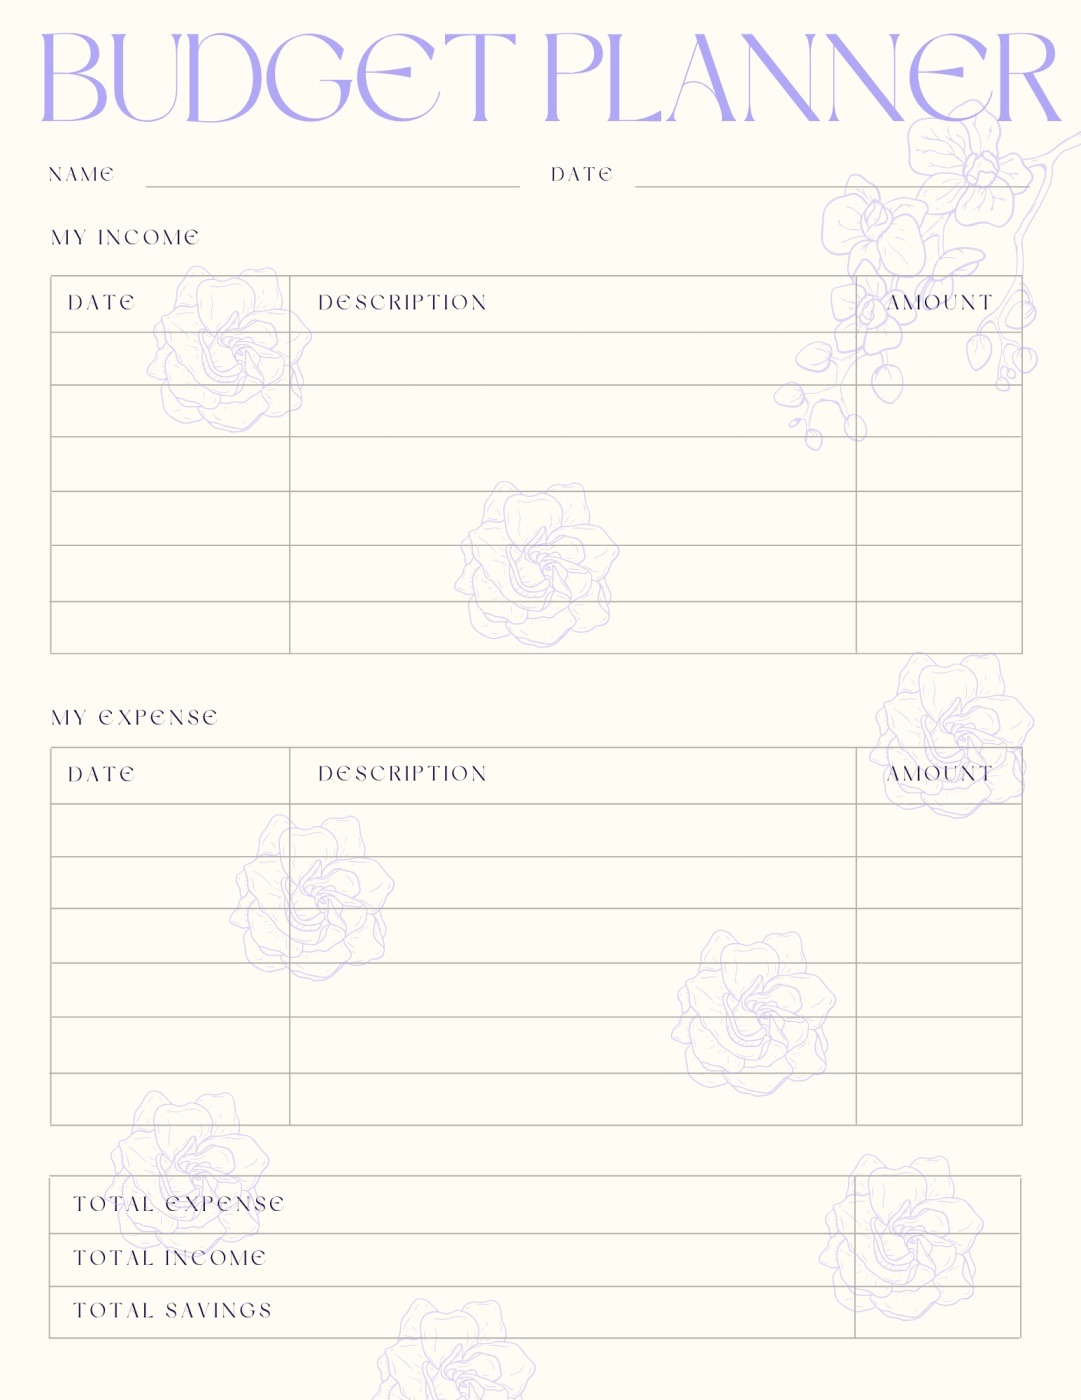 BUDGET PLANNER
NAME DATE
MY INCOME
DATE DESCRIPTION AMOUNT
MY EXPENSE
DATE DESCRIPTION AMOUNT
TOTAL EXPENSE
TOTAL INCOME
TOTAL SAVINGS